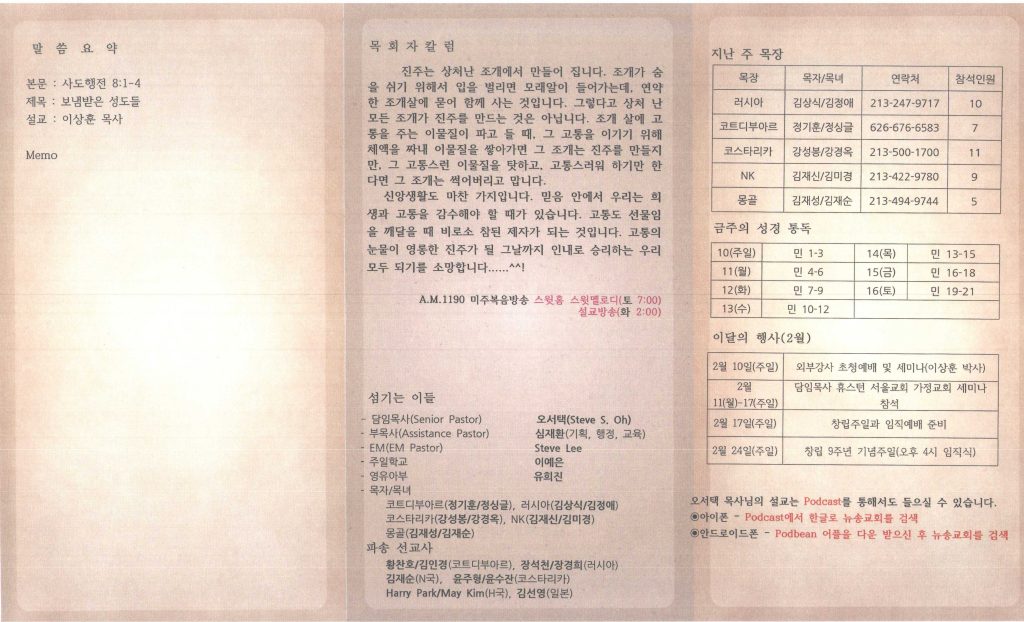 말 씀 요 약
본문 : 사도행전 8:1-4
제목 : 보냄받은 성도들
설교 : 이상훈 목사
Memo
목 회 자 칼 럼
진주는 상처난 조개에서 만들어 집니다. 조개가 숨
을 쉬기 위해서 입을 벌리면 모래알이 들어가는데, 연약
한 조개살에 묻어 함께 사는 것입니다. 그렇다고 상처 난
모든 조개가 진주를 만드는 것은 아닙니다. 조개 살에 고
통을 주는 이물질이 파고 들 때, 그 고통을 이기기 위해
체액을 짜내 이물질을 쌓아가면 그 조개는 진주를 만들지
만, 그 고통스런 이물질을 탓하고, 고통스러워 하기만 한
다면 그 조개는 썩어버리고 맙니다.
신앙생활도 마찬 가지입니다. 믿음 안에서 우리는 희
생과 고통을 감수해야 할 때가 있습니다. 고통도 선물임
을 깨달을 때 비로소 참된 제자가 되는 것입니다. 고통의
눈물이 영롱한 진주가 될 그날까지 인내로 승리하는 우리
모두 되기를 소망합니다......^^!
A.M.1190 미주복음방송 스윗홈 스윗멜로디(토 7:00)
설교방송(화 2:00)
섬기는 이들
- 담임목사(Senior Pastor) 오서택(Steve S. Oh)
- 부목사(Assistance Pastor) 심재환(기획, 행정, 교육)
- EM(EM Pastor) Steve Lee
- 주일학교 이예은
- 영유아부 유희진
- 목자/목녀
코트디부아르(정기훈/정싱글), 러시아(김상식/김정애)
코스타리카(강성봉/강경옥), NK(김재신/김미경)
몽골(김재성/김재순)
파송 선교사
황찬호/김인경(코트디부아르), 장석천/장경희(러시아)
김재순(N국), 윤주형/윤수잔(코스타리카)
Harry Park/May Kim(H국), 김선영(일본)
지난 주 목장
목장 목자/목녀 연락처 참석인원
러시아 김상식/김정애 213-247-9717 10
코트디부아르 정기훈/정싱글 626-676-6583 7
코스타리카 강성봉/강경옥 213-500-1700 11
NK 김재신/김미경 213-422-9780 9
몽골 김재성/김재순 213-494-9744 5
금주의 성경 통독
10(주일) 민 1-3 14(목) 민 13-15
11(월) 민 4-6 15(금) 민 16-18
12(화) 민 7-9 16(토) 민 19-21
13(수) 민 10-12
이달의 행사(2월)
2월 10일(주일) 외부강사 초청예배 및 세미나(이상훈 박사)
2월 담임목사 휴스턴 서울교회 가정교회 세미나
11(월)-17(주일) 참석
2월 17일(주일) 창립주일과 임직예배 준비
2월 24일(주일) 창립 9주년 기념주일(오후 4시 임직식)
오서택 목사님의 설교는 Podcast를 통해서도 들으실 수 있습니다.
◉아이폰 - Podcast에서 한글로 뉴송교회를 검색
◉안드로이드폰 - Podbean 어플을 다운 받으신 후 뉴송교회를 검색